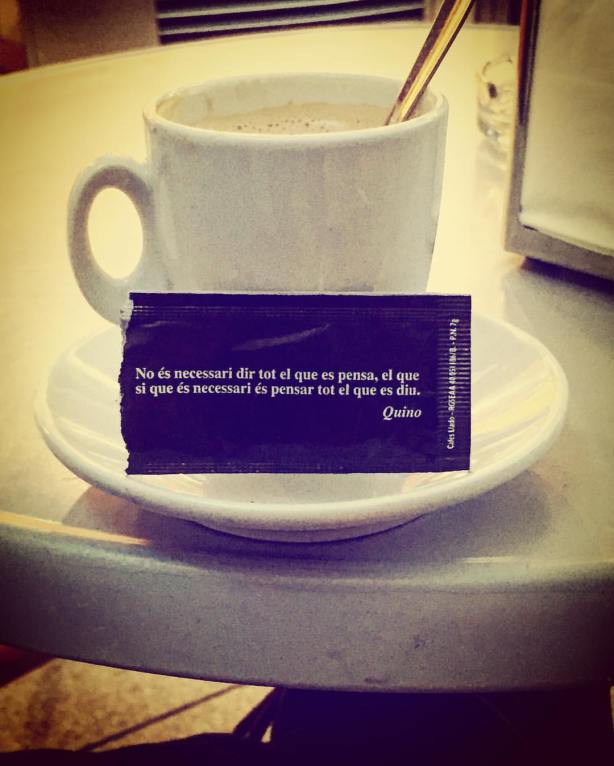 No és necessari dir tot el que es pensa, el que
si que és necessari és pensar tot el que es diu.
Quino